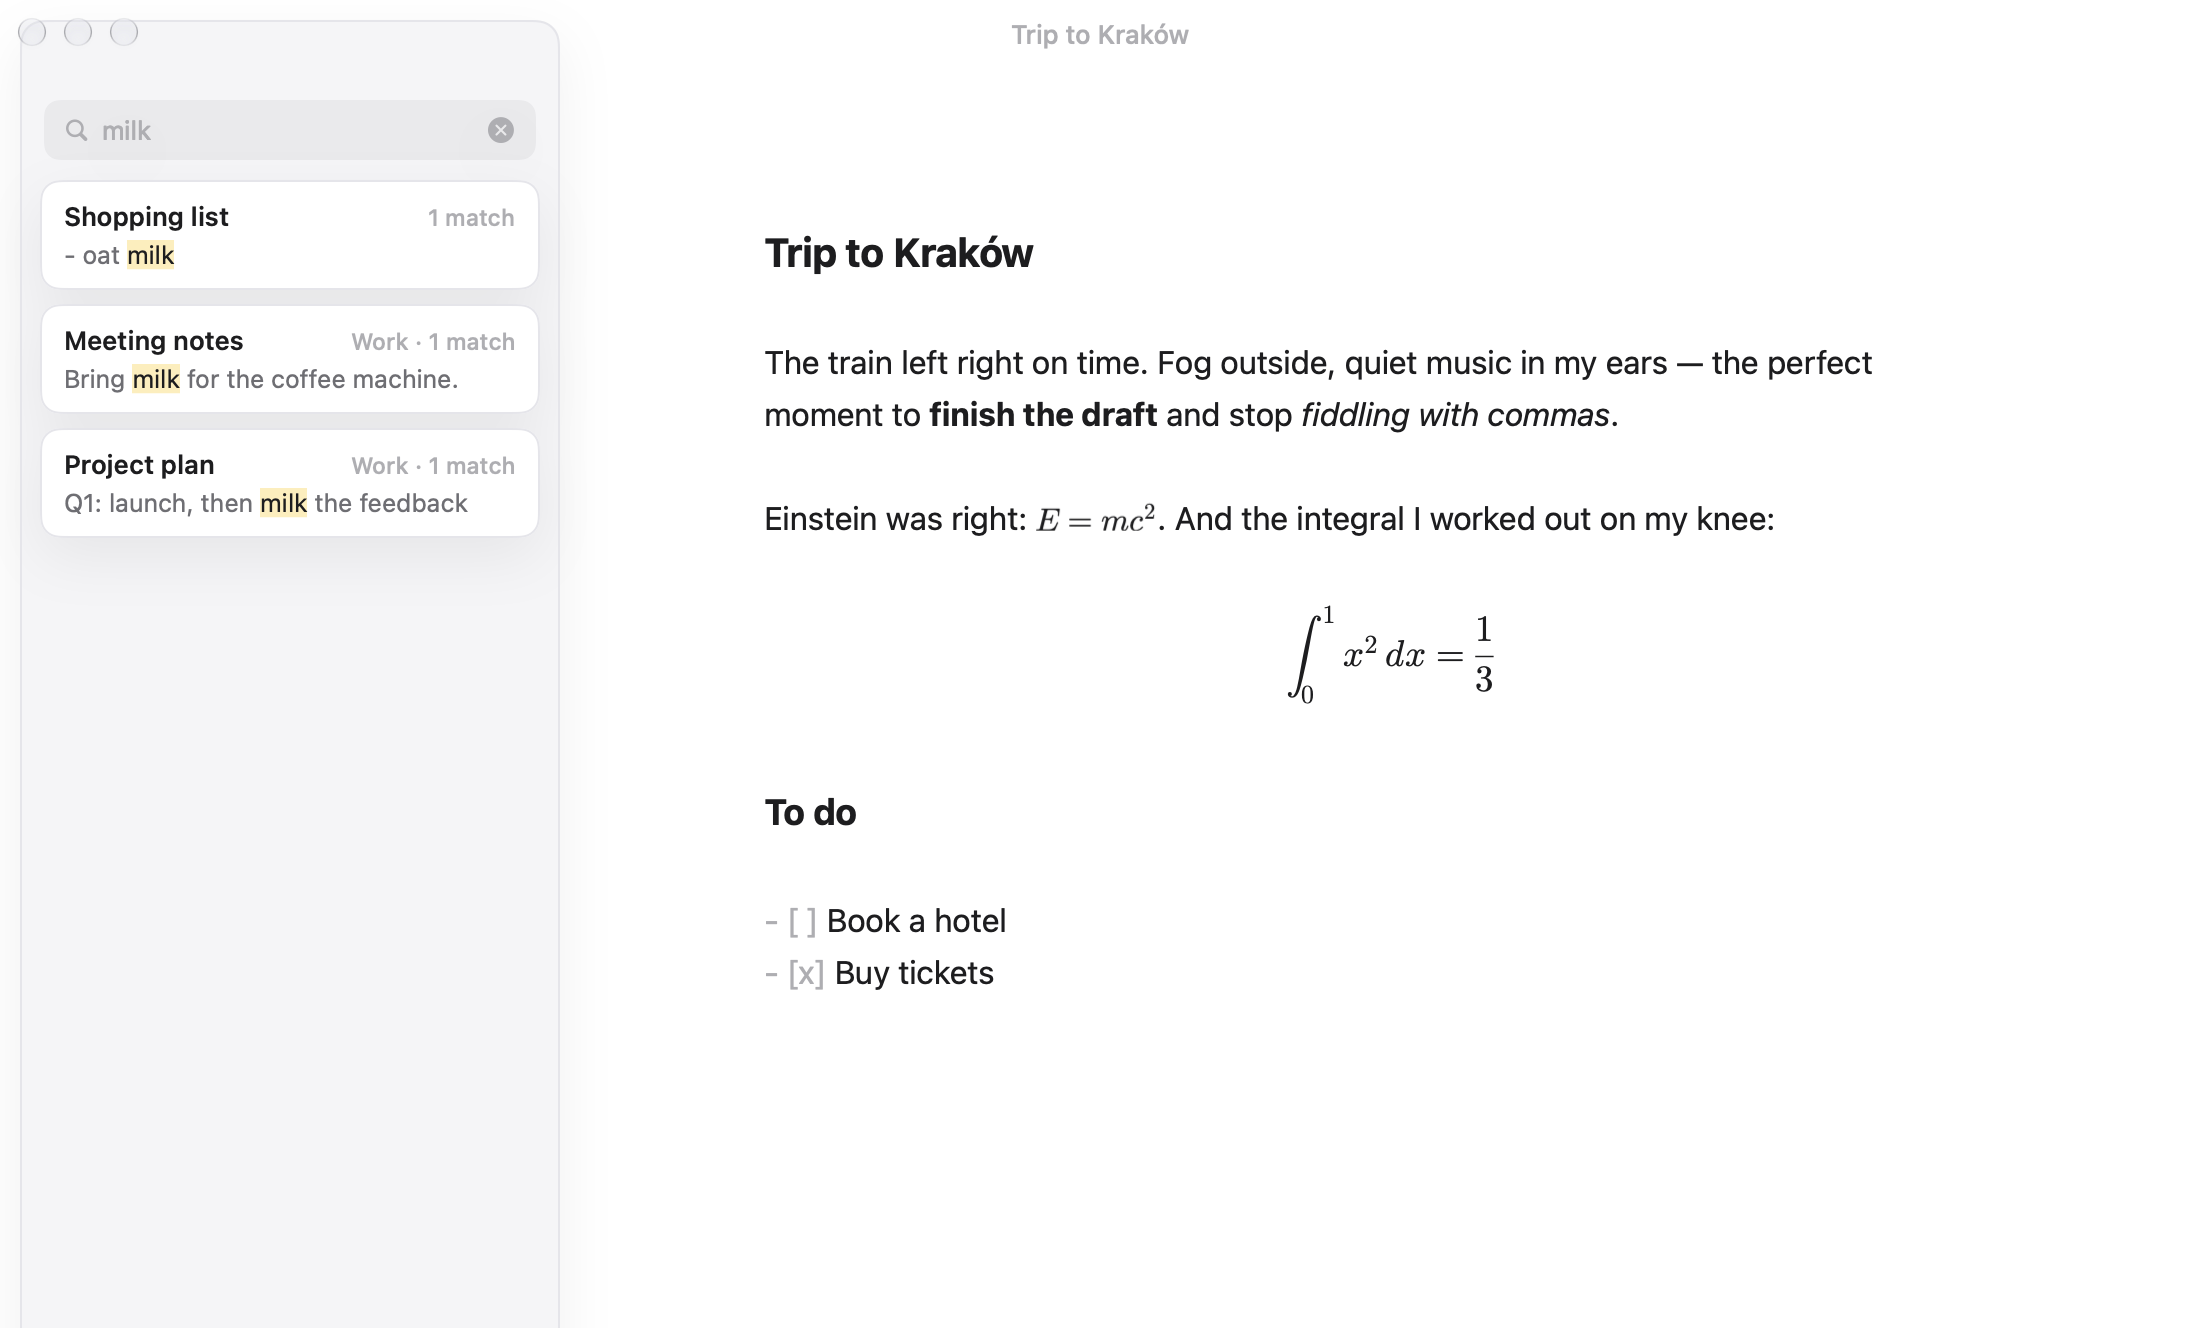 Trip to Kraków
milk
Shopping list 1 match
- oat milk
Meeting notes Work · 1 match
Bring milk for the coffee machine.
Project plan Work · 1 match
Q1: launch, then milk the feedback
Trip to Kraków
The train left right on time. Fog outside, quiet music in my ears — the perfect
moment to finish the draft and stop fiddling with commas.
Einstein was right: E = mc². And the integral I worked out on my knee:
∫₀¹ x² dx = 1/3
To do
- [ ] Book a hotel
- [x] Buy tickets